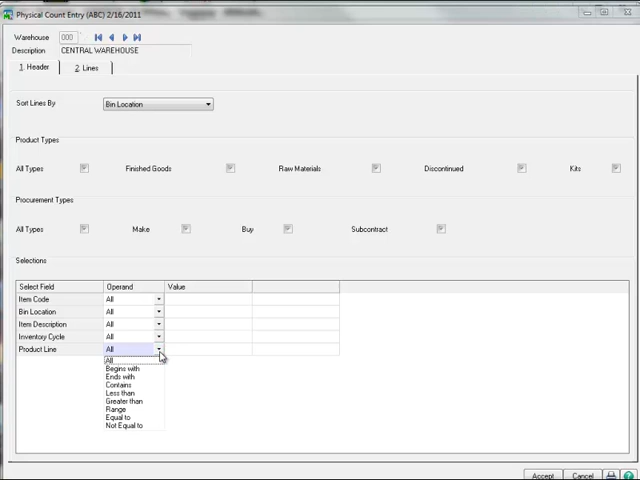 Physical Count Entry (ABC) 2/16/2011
Warehouse 000
Description CENTRAL WAREHOUSE
1. Header 2. Lines
Sort Lines By Bin Location
Product Types
All Types Finished Goods Raw Materials Discontinued Kits
Procurement Types
All Types Make Buy Subcontract
Selections
Select Field Operand Value
Item Code All
Bin Location All
Item Description All
Inventory Cycle All
Product Line All
All
Begins with
Ends with
Contains
Less than
Greater than
Range
Equal to
Not Equal to
Accept Cancel